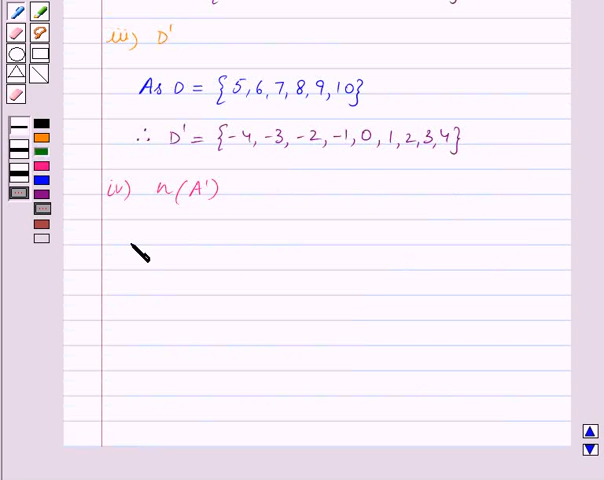 iii) D'
As D = {5,6,7,8,9,10}
∴ D' = {-4, -3, -2, -1, 0, 1, 2, 3, 4}
iv) n(A')